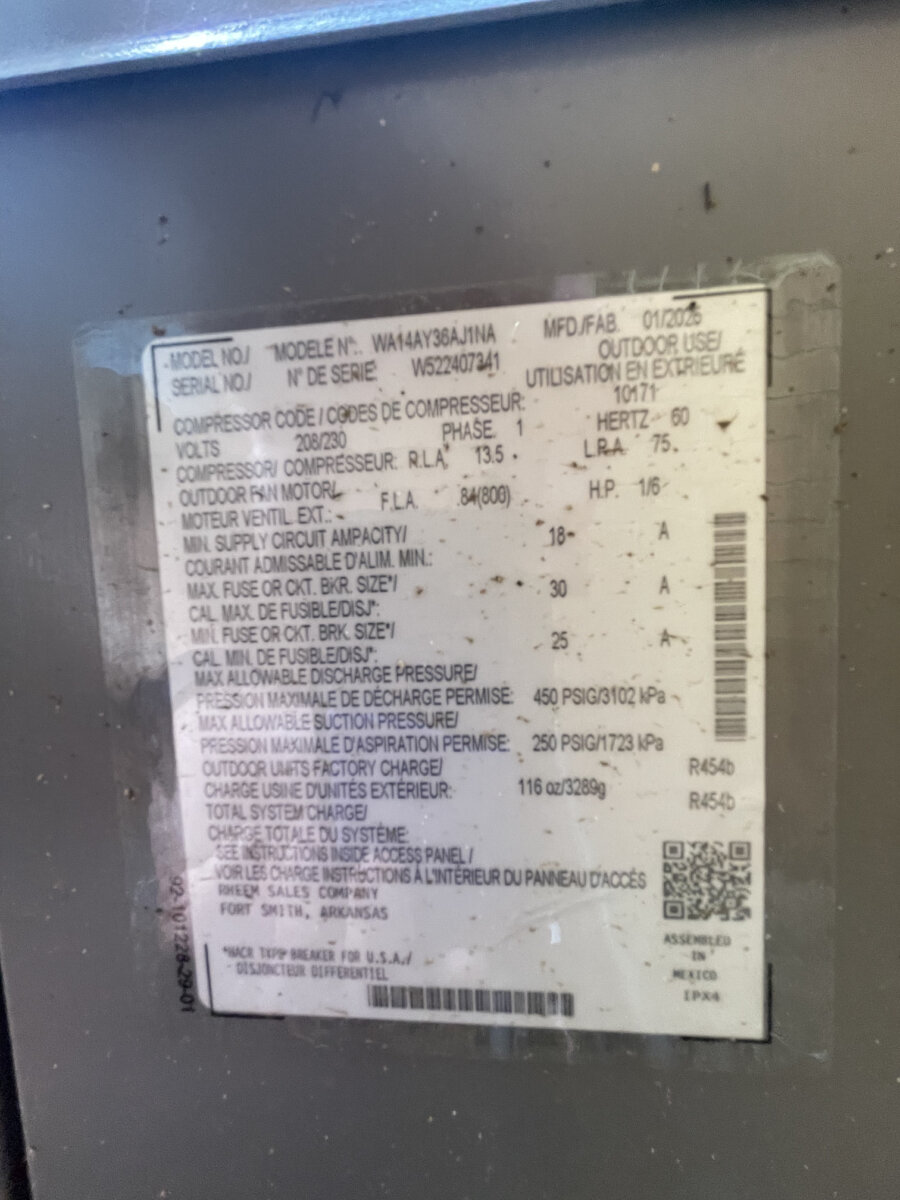 MODEL NO./ MODELE N°.: WA14AY36AJ1NA MFD./FAB. 01/2026
SERIAL NO./ N° DE SERIE W522407341 OUTDOOR USE/
UTILISATION EN EXTRIEURE
COMPRESSOR CODE / CODES DE COMPRESSEUR: 10171
VOLTS 208/230 PHASE. 1 HERTZ 60
COMPRESSOR/ COMPRESSEUR: R.L.A. 13.5 L.R.A. 75.
OUTDOOR FAN MOTOR/
MOTEUR VENTIL. EXT.: F.L.A. .84(800) H.P. 1/6
MIN. SUPPLY CIRCUIT AMPACITY/
COURANT ADMISSABLE D'ALIM. MIN.: 18 A
MAX. FUSE OR CKT. BKR. SIZE*/
CAL. MAX. DE FUSIBLE/DISJ*: 30 A
MIN. FUSE OR CKT. BRK. SIZE*/
CAL. MIN. DE FUSIBLE/DISJ*: 25 A
MAX ALLOWABLE DISCHARGE PRESSURE/
PRESSION MAXIMALE DE DÉCHARGE PERMISE: 450 PSIG/3102 kPa
MAX ALLOWABLE SUCTION PRESSURE/
PRESSION MAXIMALE D'ASPIRATION PERMISE: 250 PSIG/1723 kPa
OUTDOOR UNITS FACTORY CHARGE/
CHARGE USINE D'UNITÉS EXTÉRIEUR: 116 oz/3289g R454b
TOTAL SYSTEM CHARGE/
CHARGE TOTALE DU SYSTÈME: R454b
SEE INSTRUCTIONS INSIDE ACCESS PANEL /
VOIR LES CHARGE INSTRUCTIONS À L'INTÉRIEUR DU PANNEAU D'ACCÈS
RHEEM SALES COMPANY
FORT SMITH, ARKANSAS
*HACR TYPE BREAKER FOR U.S.A./
DISJONCTEUR DIFFERENTIEL
ASSEMBLED
IN
MEXICO
IPX4
92-101228-29-01